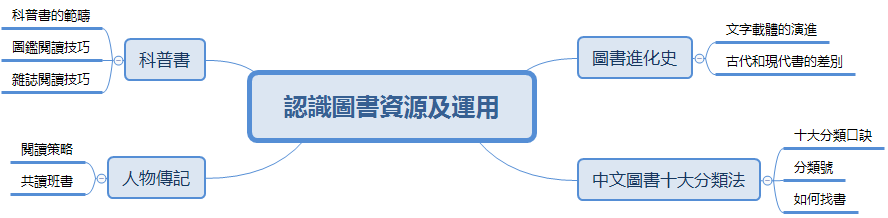 認識圖書資源及運用
圖書進化史
文字載體的演進
古代和現代書的差別
中文圖書十大分類法
十大分類口訣
分類號
如何找書
科普書
科普書的範疇
圖鑑閱讀技巧
雜誌閱讀技巧
人物傳記
閱讀策略
共讀班書